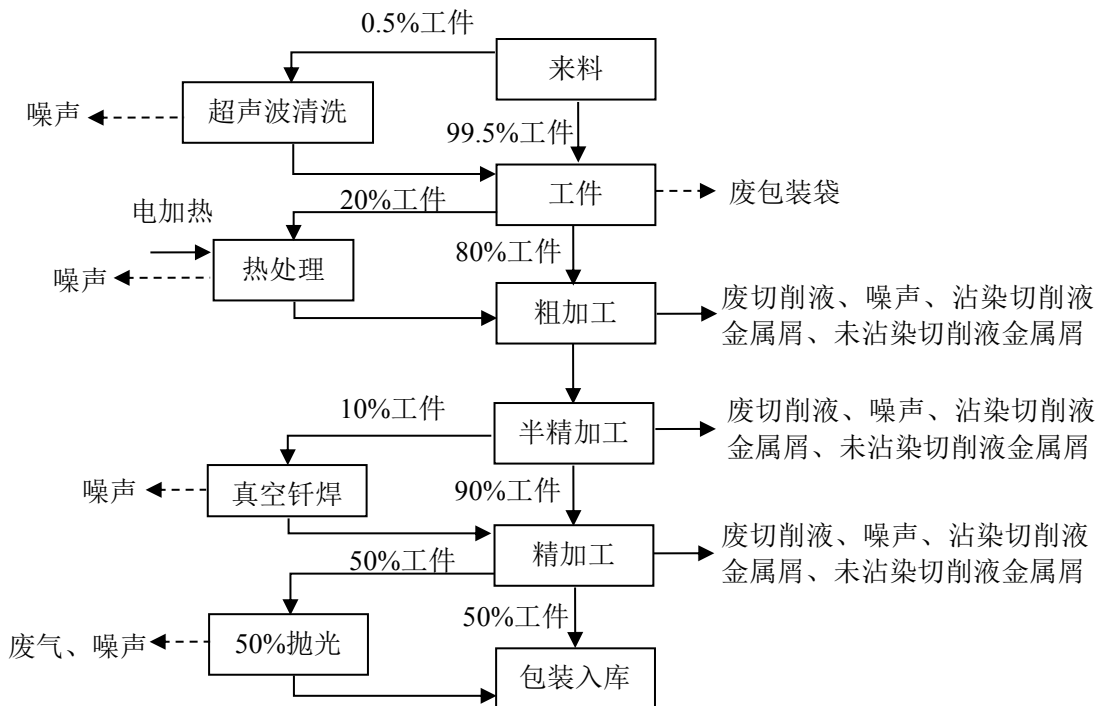 0.5%工件
来料
超声波清洗
噪声
99.5%工件
工件
废包装袋
20%工件
电加热
80%工件
热处理
噪声
粗加工
废切削液、噪声、沾染切削液
金属屑、未沾染切削液金属屑
10%工件
半精加工
废切削液、噪声、沾染切削液
金属屑、未沾染切削液金属屑
噪声
真空钎焊
90%工件
精加工
废切削液、噪声、沾染切削液
金属屑、未沾染切削液金属屑
50%工件
50%工件
废气、噪声
50%抛光
包装入库